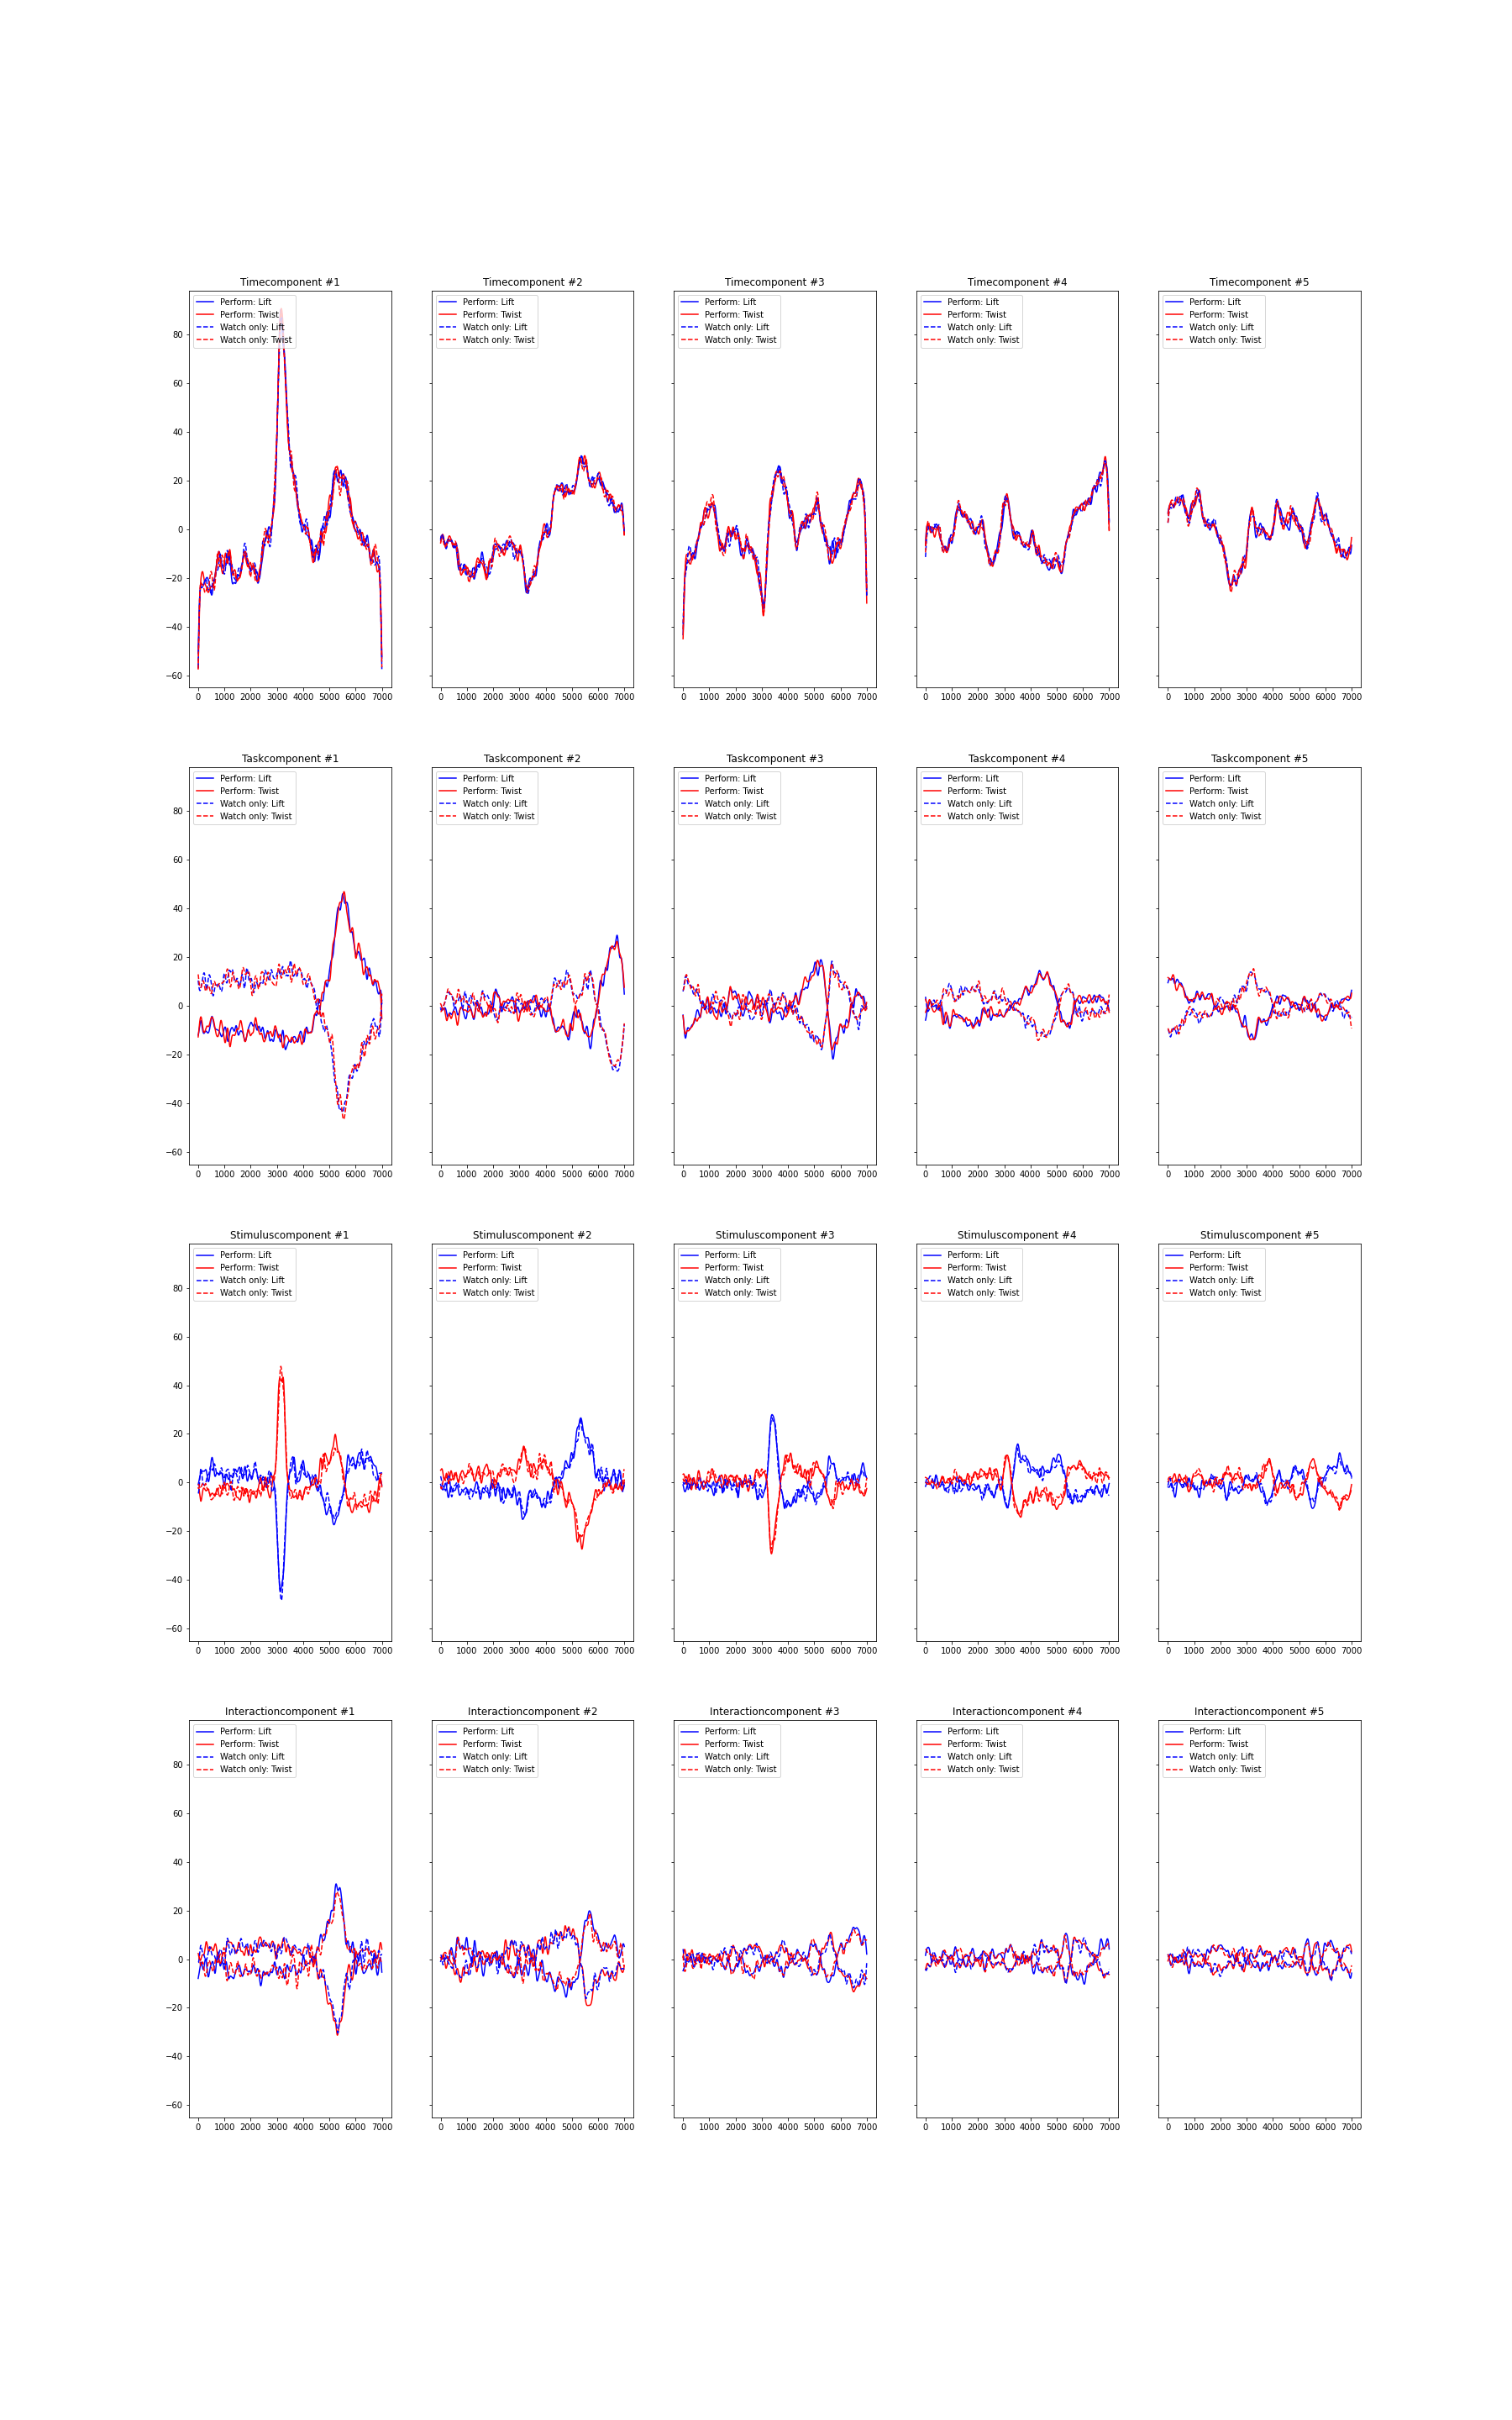 Timecomponent #1 Timecomponent #2 Timecomponent #3 Timecomponent #4 Timecomponent #5
Perform: Lift Perform: Lift Perform: Lift Perform: Lift Perform: Lift
Perform: Twist Perform: Twist Perform: Twist Perform: Twist Perform: Twist
Watch only: Lift Watch only: Lift Watch only: Lift Watch only: Lift Watch only: Lift
Watch only: Twist Watch only: Twist Watch only: Twist Watch only: Twist Watch only: Twist
80
60
40
20
0
−20
−40
−60
0 1000 2000 3000 4000 5000 6000 7000 0 1000 2000 3000 4000 5000 6000 7000 0 1000 2000 3000 4000 5000 6000 7000 0 1000 2000 3000 4000 5000 6000 7000 0 1000 2000 3000 4000 5000 6000 7000
Taskcomponent #1 Taskcomponent #2 Taskcomponent #3 Taskcomponent #4 Taskcomponent #5
Perform: Lift Perform: Lift Perform: Lift Perform: Lift Perform: Lift
Perform: Twist Perform: Twist Perform: Twist Perform: Twist Perform: Twist
Watch only: Lift Watch only: Lift Watch only: Lift Watch only: Lift Watch only: Lift
Watch only: Twist Watch only: Twist Watch only: Twist Watch only: Twist Watch only: Twist
80
60
40
20
0
−20
−40
−60
0 1000 2000 3000 4000 5000 6000 7000 0 1000 2000 3000 4000 5000 6000 7000 0 1000 2000 3000 4000 5000 6000 7000 0 1000 2000 3000 4000 5000 6000 7000 0 1000 2000 3000 4000 5000 6000 7000
Stimuluscomponent #1 Stimuluscomponent #2 Stimuluscomponent #3 Stimuluscomponent #4 Stimuluscomponent #5
Perform: Lift Perform: Lift Perform: Lift Perform: Lift Perform: Lift
Perform: Twist Perform: Twist Perform: Twist Perform: Twist Perform: Twist
Watch only: Lift Watch only: Lift Watch only: Lift Watch only: Lift Watch only: Lift
Watch only: Twist Watch only: Twist Watch only: Twist Watch only: Twist Watch only: Twist
80
60
40
20
0
−20
−40
−60
0 1000 2000 3000 4000 5000 6000 7000 0 1000 2000 3000 4000 5000 6000 7000 0 1000 2000 3000 4000 5000 6000 7000 0 1000 2000 3000 4000 5000 6000 7000 0 1000 2000 3000 4000 5000 6000 7000
Interactioncomponent #1 Interactioncomponent #2 Interactioncomponent #3 Interactioncomponent #4 Interactioncomponent #5
Perform: Lift Perform: Lift Perform: Lift Perform: Lift Perform: Lift
Perform: Twist Perform: Twist Perform: Twist Perform: Twist Perform: Twist
Watch only: Lift Watch only: Lift Watch only: Lift Watch only: Lift Watch only: Lift
Watch only: Twist Watch only: Twist Watch only: Twist Watch only: Twist Watch only: Twist
80
60
40
20
0
−20
−40
−60
0 1000 2000 3000 4000 5000 6000 7000 0 1000 2000 3000 4000 5000 6000 7000 0 1000 2000 3000 4000 5000 6000 7000 0 1000 2000 3000 4000 5000 6000 7000 0 1000 2000 3000 4000 5000 6000 7000